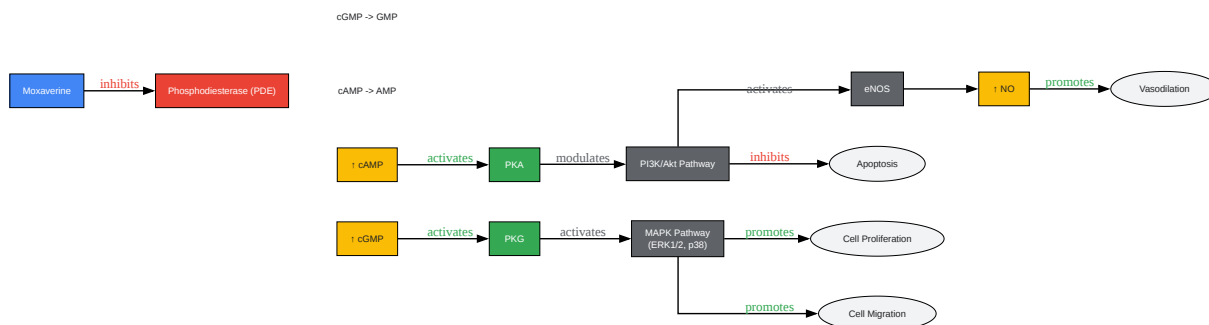 cGMP -> GMP
Moxaverine
inhibits
Phosphodiesterase (PDE)
cAMP -> AMP
activates
eNOS
↑ NO
promotes
Vasodilation
↑ cAMP
activates
PKA
modulates
PI3K/Akt Pathway
inhibits
Apoptosis
↑ cGMP
activates
PKG
activates
MAPK Pathway
(ERK1/2, p38)
promotes
Cell Proliferation
promotes
Cell Migration